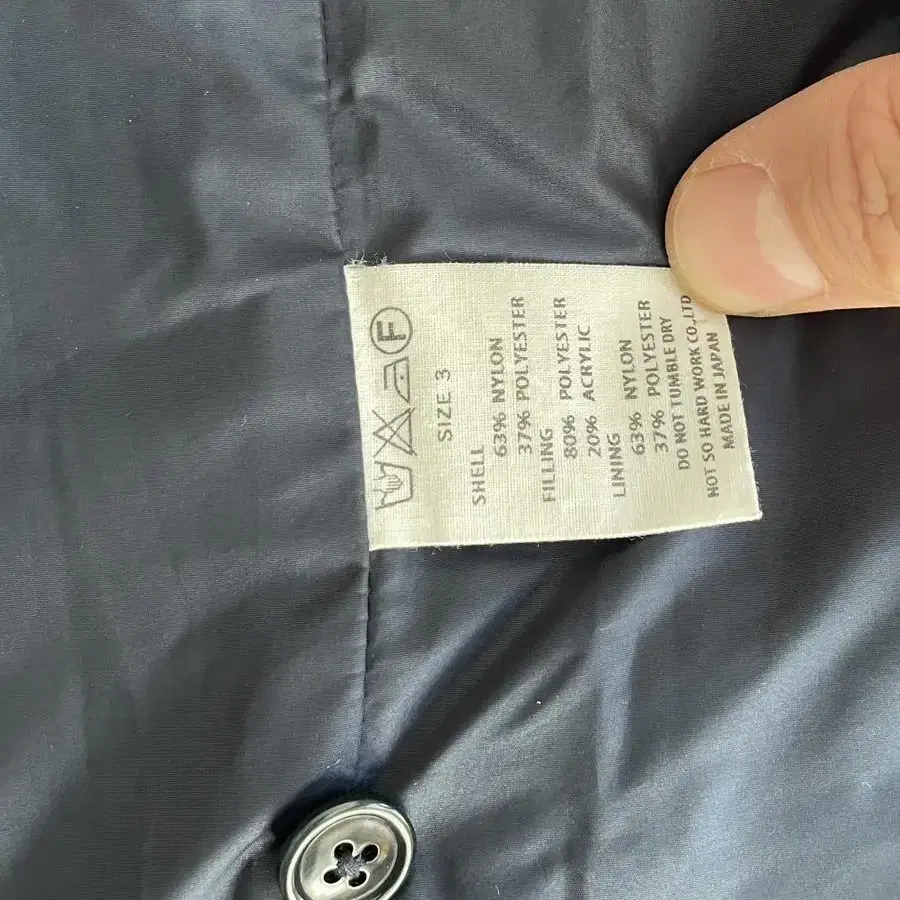 F
SIZE 3
SHELL
63% NYLON
37% POLYESTER
FILLING
80% POLYESTER
20% ACRYLIC
LINING
63% NYLON
37% POLYESTER
DO NOT TUMBLE DRY
NOT SO HARD WORK CO.,LTD
MADE IN JAPAN